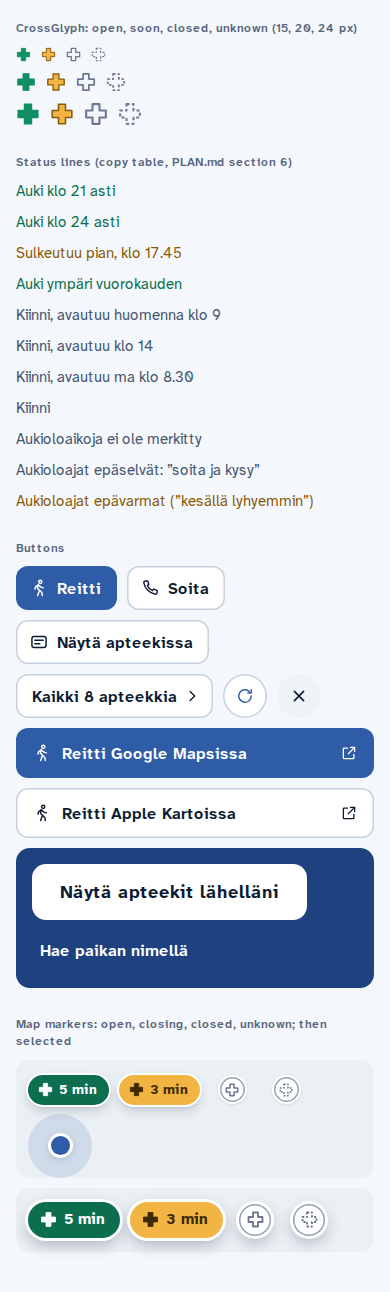 CrossGlyph: open, soon, closed, unknown (15, 20, 24 px)
Status lines (copy table, PLAN.md section 6)
Auki klo 21 asti
Auki klo 24 asti
Sulkeutuu pian, klo 17.45
Auki ympäri vuorokauden
Kiinni, avautuu huomenna klo 9
Kiinni, avautuu klo 14
Kiinni, avautuu ma klo 8.30
Kiinni
Aukioloaikoja ei ole merkitty
Aukioloajat epäselvät: ”soita ja kysy”
Aukioloajat epävarmat (”kesällä lyhyemmin”)
Buttons
Reitti Soita
Näytä apteekissa
Kaikki 8 apteekkia
Reitti Google Mapsissa
Reitti Apple Kartoissa
Näytä apteekit lähelläni
Hae paikan nimellä
Map markers: open, closing, closed, unknown; then
selected
5 min 3 min
5 min 3 min